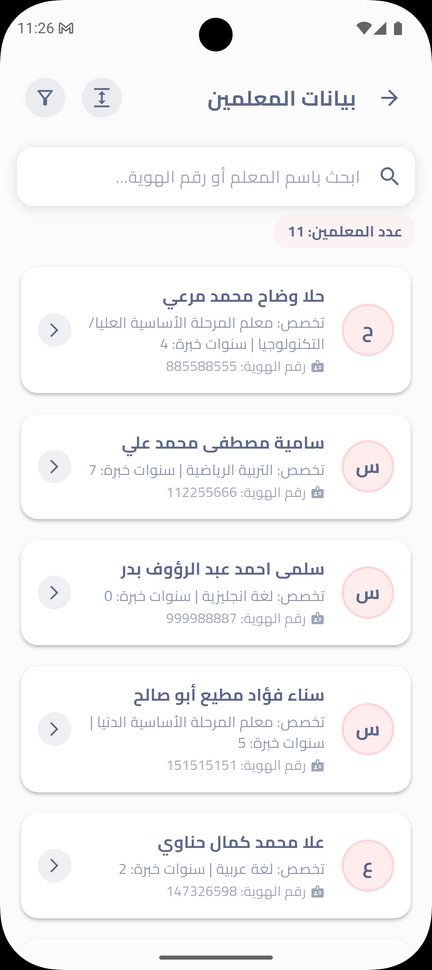 11:26
بيانات المعلمين
ابحث باسم المعلم أو رقم الهوية...
عدد المعلمين: 11
ح
حلا وضاح محمد مرعي
تخصص: معلم المرحلة الأساسية العليا/
التكنولوجيا | سنوات خبرة: 4
رقم الهوية: 885588555
س
سامية مصطفى محمد علي
تخصص: التربية الرياضية | سنوات خبرة: 7
رقم الهوية: 112255666
س
سلمى احمد عبد الرؤوف بدر
تخصص: لغة انجليزية | سنوات خبرة: 0
رقم الهوية: 999988887
س
سناء فؤاد مطيع أبو صالح
تخصص: معلم المرحلة الأساسية الدنيا |
سنوات خبرة: 5
رقم الهوية: 151515151
ع
علا محمد كمال حناوي
تخصص: لغة عربية | سنوات خبرة: 2
رقم الهوية: 147326598